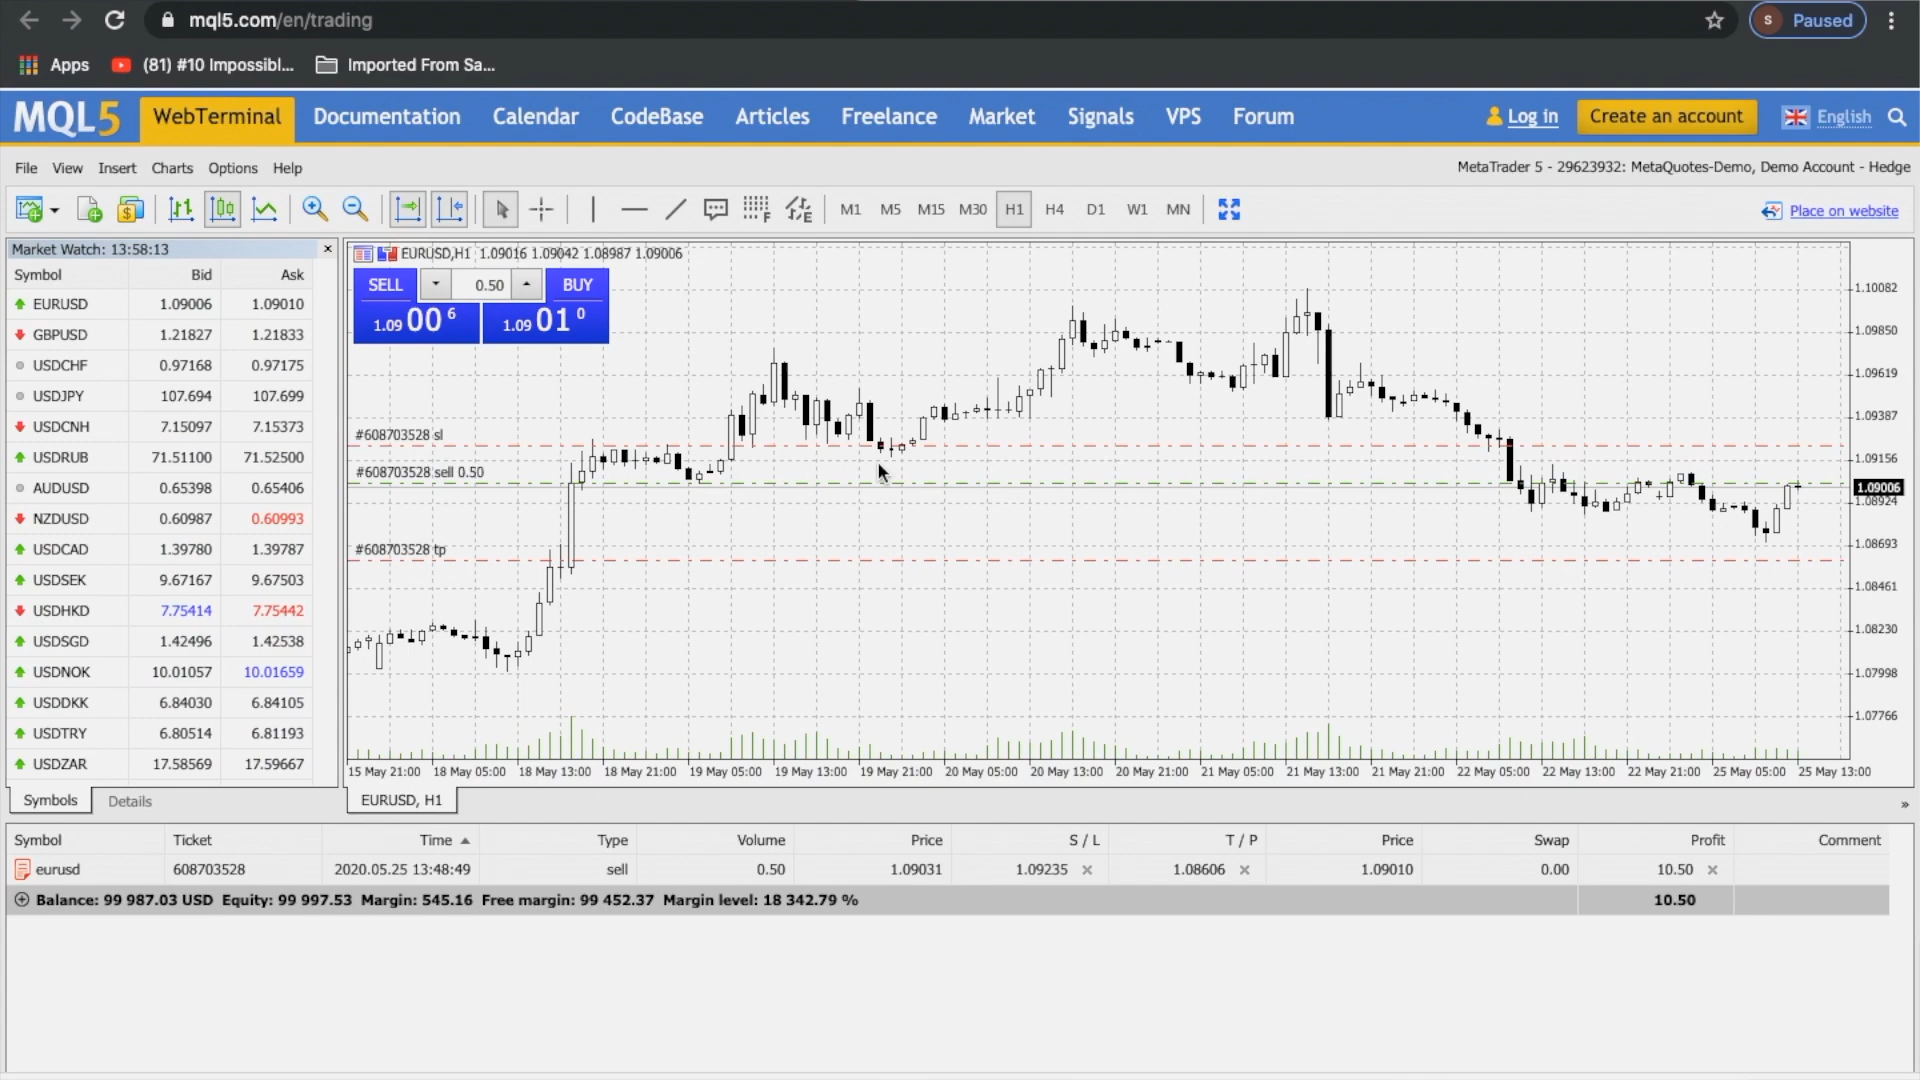 mql5.com/en/trading
S Paused
Apps (81) #10 Impossibl... Imported From Sa...
MQL5 WebTerminal Documentation Calendar CodeBase Articles Freelance Market Signals VPS Forum Log in Create an account English
File View Insert Charts Options Help MetaTrader 5 - 29623932: MetaQuotes-Demo, Demo Account - Hedge
M1 M5 M15 M30 H1 H4 D1 W1 MN Place on website
Market Watch: 13:58:13
Symbol Bid Ask
EURUSD 1.09006 1.09010
GBPUSD 1.21827 1.21833
USDCHF 0.97168 0.97175
USDJPY 107.694 107.699
USDCNH 7.15097 7.15373
USDRUB 71.51100 71.52500
AUDUSD 0.65398 0.65406
NZDUSD 0.60987 0.60993
USDCAD 1.39780 1.39787
USDSEK 9.67167 9.67503
USDHKD 7.75414 7.75442
USDSGD 1.42496 1.42538
USDNOK 10.01057 10.01659
USDDKK 6.84030 6.84105
USDTRY 6.80514 6.81193
USDZAR 17.58569 17.59667
Symbols Details
EURUSD,H1 1.09016 1.09042 1.08987 1.09006
SELL 0.50 BUY
1.09 00 6 1.09 01 0
#608703528 sl
#608703528 sell 0.50
#608703528 tp
1.10082
1.09850
1.09619
1.09387
1.09156
1.09006
1.08924
1.08693
1.08461
1.08230
1.07998
1.07766
15 May 21:00 18 May 05:00 18 May 13:00 18 May 21:00 19 May 05:00 19 May 13:00 19 May 21:00 20 May 05:00 20 May 13:00 20 May 21:00 21 May 05:00 21 May 13:00 21 May 21:00 22 May 05:00 22 May 13:00 22 May 21:00 25 May 05:00 25 May 13:00
EURUSD, H1
Symbol Ticket Time Type Volume Price S / L T / P Price Swap Profit Comment
eurusd 608703528 2020.05.25 13:48:49 sell 0.50 1.09031 1.09235 1.08606 1.09010 0.00 10.50
Balance: 99 987.03 USD Equity: 99 997.53 Margin: 545.16 Free margin: 99 452.37 Margin level: 18 342.79 % 10.50